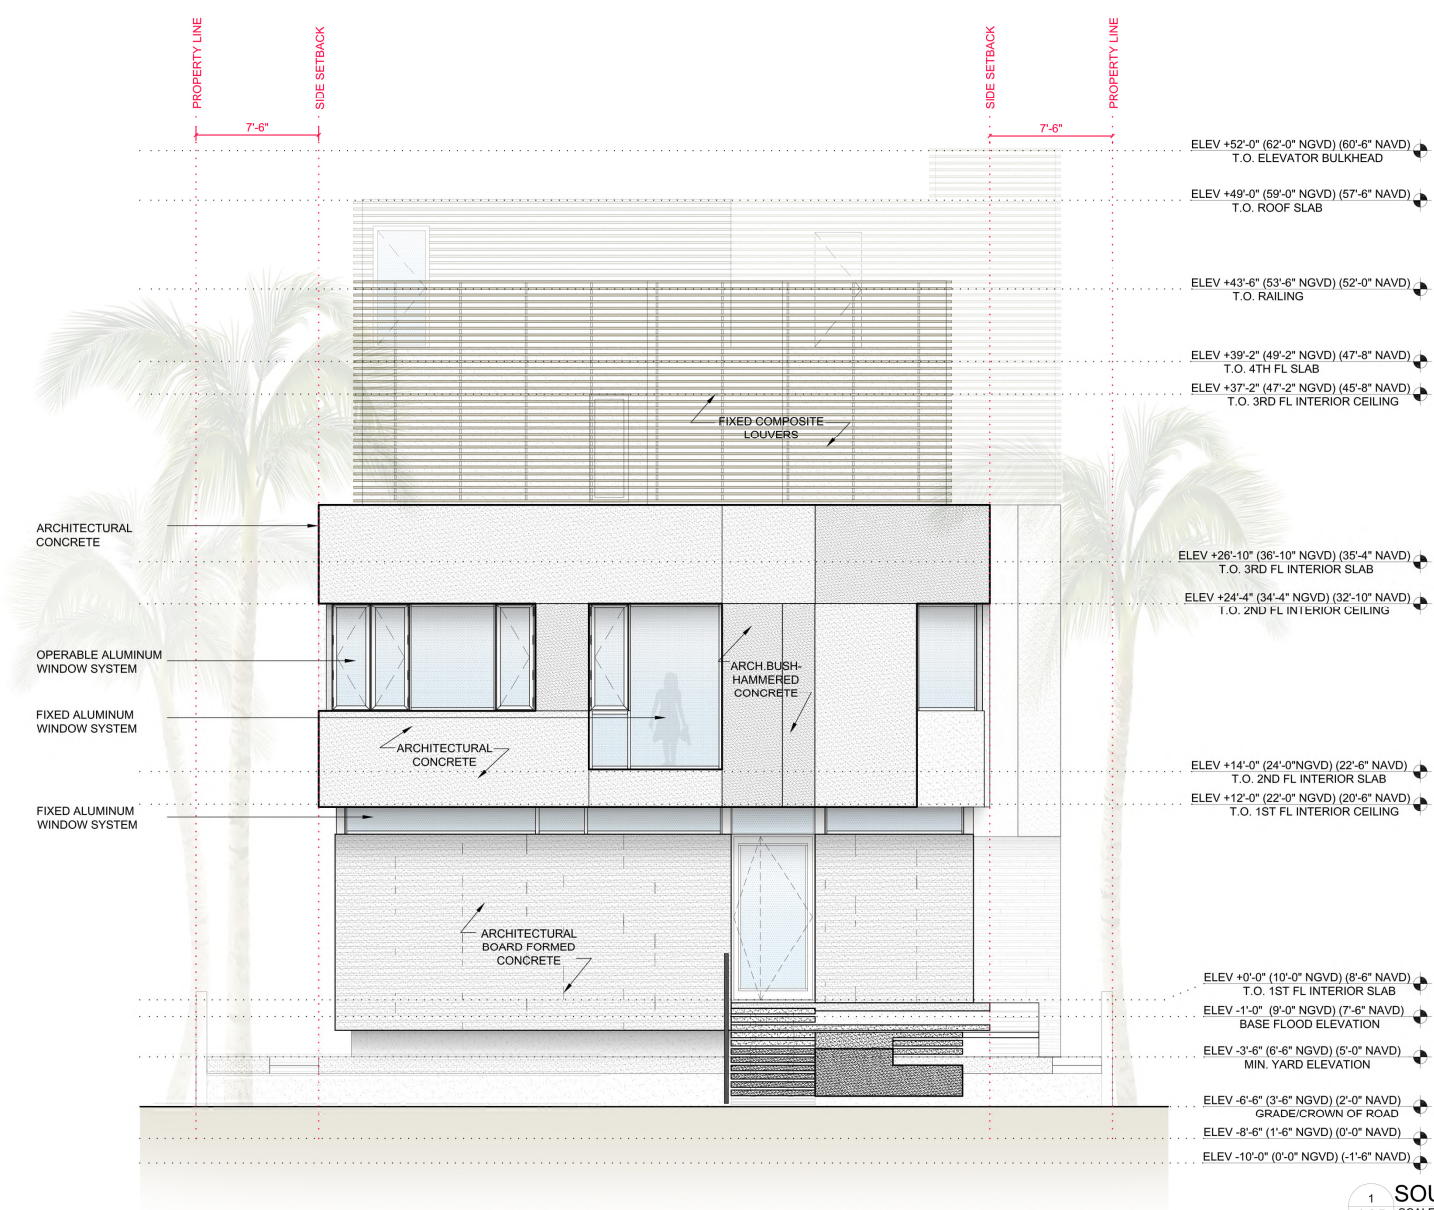 PROPERTY LINE
SIDE SETBACK
SIDE SETBACK
PROPERTY LINE
7'-6"
7'-6"
ELEV +52'-0" (62'-0" NGVD) (60'-6" NAVD)
T.O. ELEVATOR BULKHEAD
ELEV +49'-0" (59'-0" NGVD) (57'-6" NAVD)
T.O. ROOF SLAB
ELEV +43'-6" (53'-6" NGVD) (52'-0" NAVD)
T.O. RAILING
ELEV +39'-2" (49'-2" NGVD) (47'-8" NAVD)
T.O. 4TH FL SLAB
ELEV +37'-2" (47'-2" NGVD) (45'-8" NAVD)
T.O. 3RD FL INTERIOR CEILING
FIXED COMPOSITE
LOUVERS
ARCHITECTURAL
CONCRETE
ELEV +26'-10" (36'-10" NGVD) (35'-4" NAVD)
T.O. 3RD FL INTERIOR SLAB
ELEV +24'-4" (34'-4" NGVD) (32'-10" NAVD)
T.O. 2ND FL INTERIOR CEILING
OPERABLE ALUMINUM
WINDOW SYSTEM
ARCH.BUSH-
HAMMERED
CONCRETE
FIXED ALUMINUM
WINDOW SYSTEM
ARCHITECTURAL
CONCRETE
ELEV +14'-0" (24'-0"NGVD) (22'-6" NAVD)
T.O. 2ND FL INTERIOR SLAB
ELEV +12'-0" (22'-0" NGVD) (20'-6" NAVD)
T.O. 1ST FL INTERIOR CEILING
FIXED ALUMINUM
WINDOW SYSTEM
ARCHITECTURAL
BOARD FORMED
CONCRETE
ELEV +0'-0" (10'-0" NGVD) (8'-6" NAVD)
T.O. 1ST FL INTERIOR SLAB
ELEV -1'-0" (9'-0" NGVD) (7'-6" NAVD)
BASE FLOOD ELEVATION
ELEV -3'-6" (6'-6" NGVD) (5'-0" NAVD)
MIN. YARD ELEVATION
ELEV -6'-6" (3'-6" NGVD) (2'-0" NAVD)
GRADE/CROWN OF ROAD
ELEV -8'-6" (1'-6" NGVD) (0'-0" NAVD)
ELEV -10'-0" (0'-0" NGVD) (-1'-6" NAVD)
1